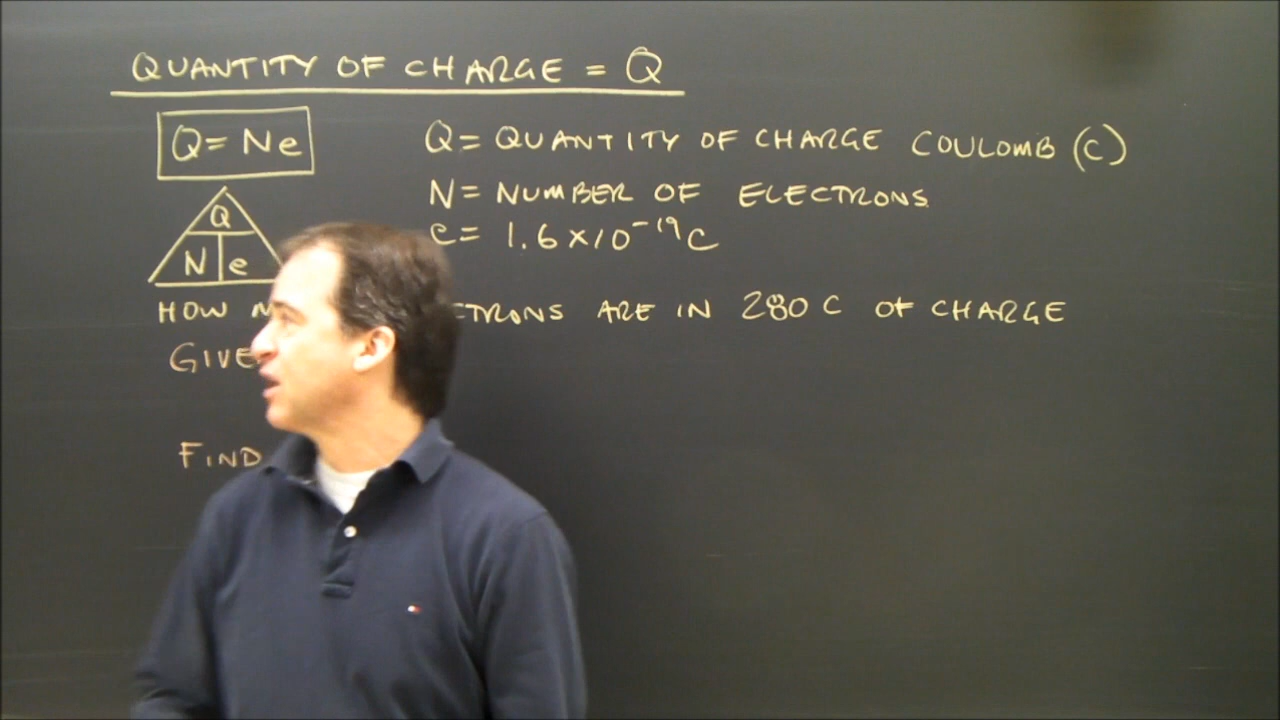 QUANTITY OF CHARGE = Q
Q = Ne
Q = QUANTITY OF CHARGE COULOMB (C)
N = NUMBER OF ELECTRONS
e = 1.6 x 10⁻¹⁹ C
Q
N e
HOW ARE IN 280 C OF CHARGE
FIND